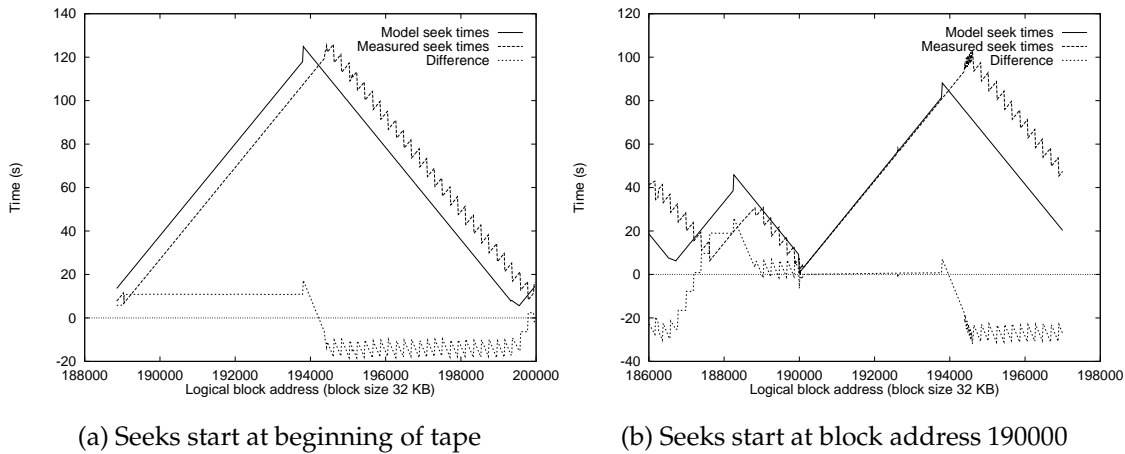 140
120
100
80
60
40
20
0
-20
188000 190000 192000 194000 196000 198000 200000
Time (s)
Logical block address (block size 32 KB)
Model seek times
Measured seek times
Difference
(a) Seeks start at beginning of tape
120
100
80
60
40
20
0
-20
-40
186000 188000 190000 192000 194000 196000 198000
Time (s)
Logical block address (block size 32 KB)
Model seek times
Measured seek times
Difference
(b) Seeks start at block address 190000